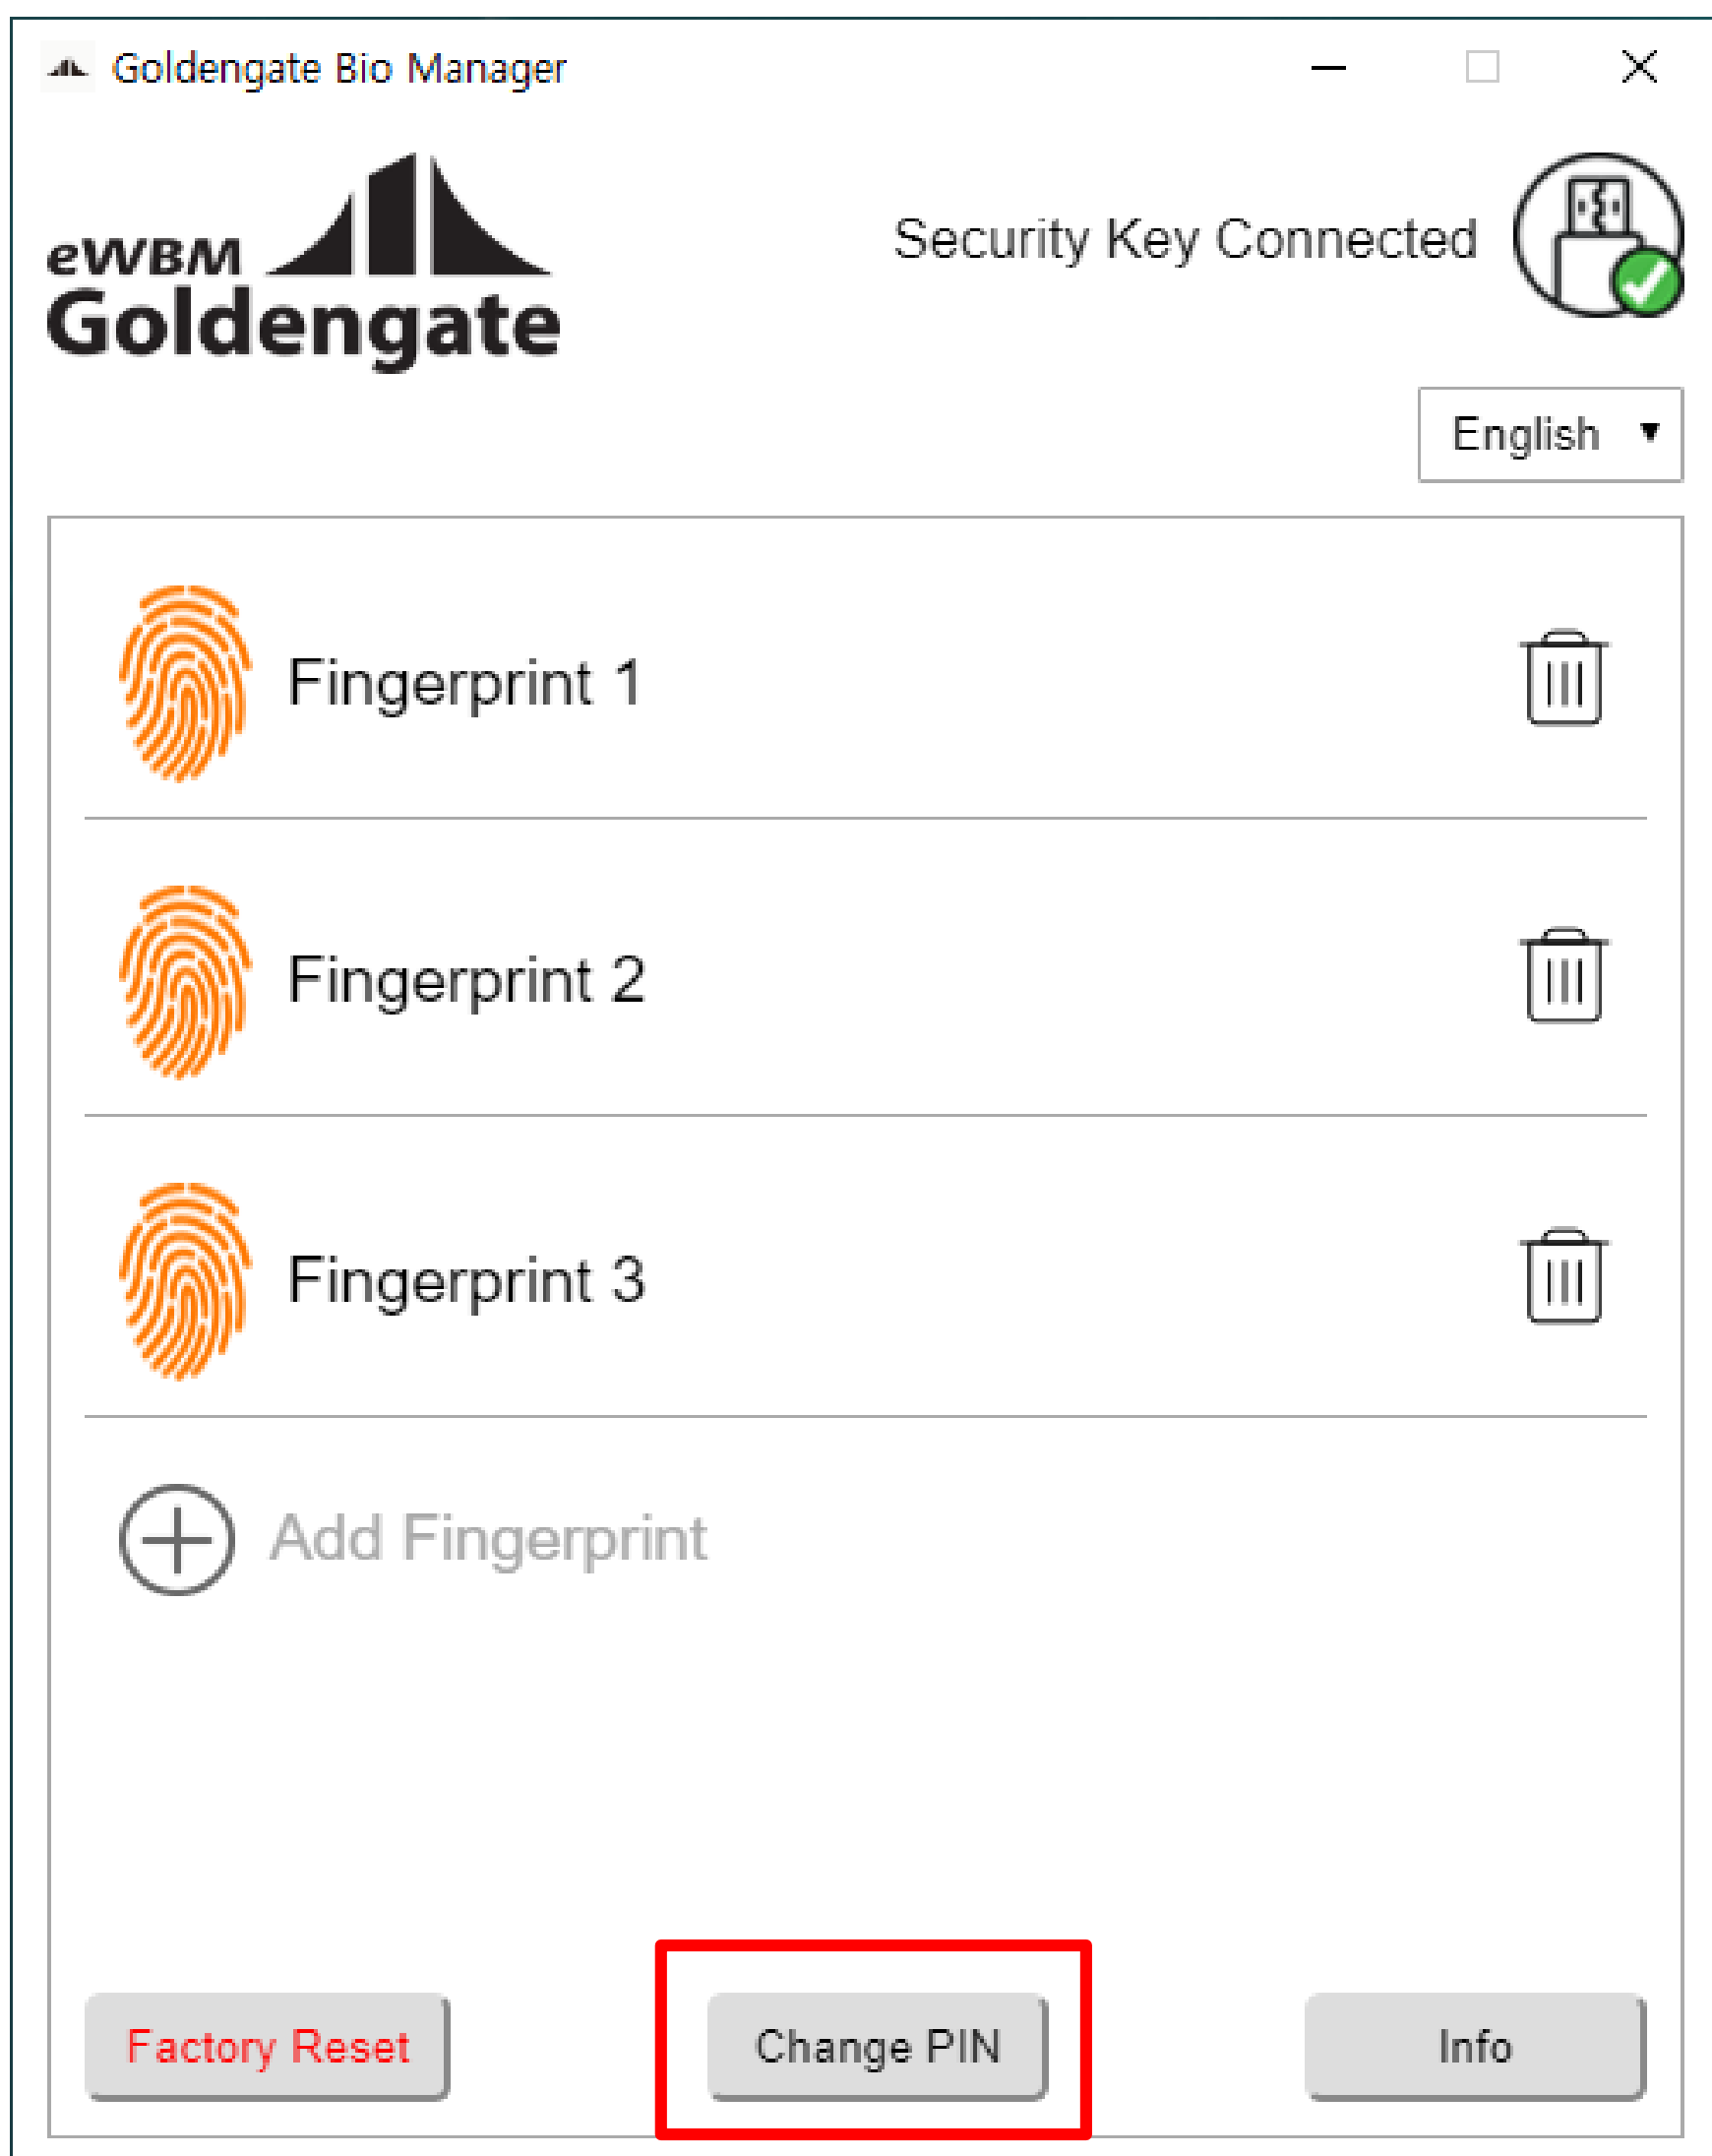 Goldengate Bio Manager
eWBM
Goldengate
Security Key Connected
English
Fingerprint 1
Fingerprint 2
Fingerprint 3
Add Fingerprint
Factory Reset
Change PIN
Info